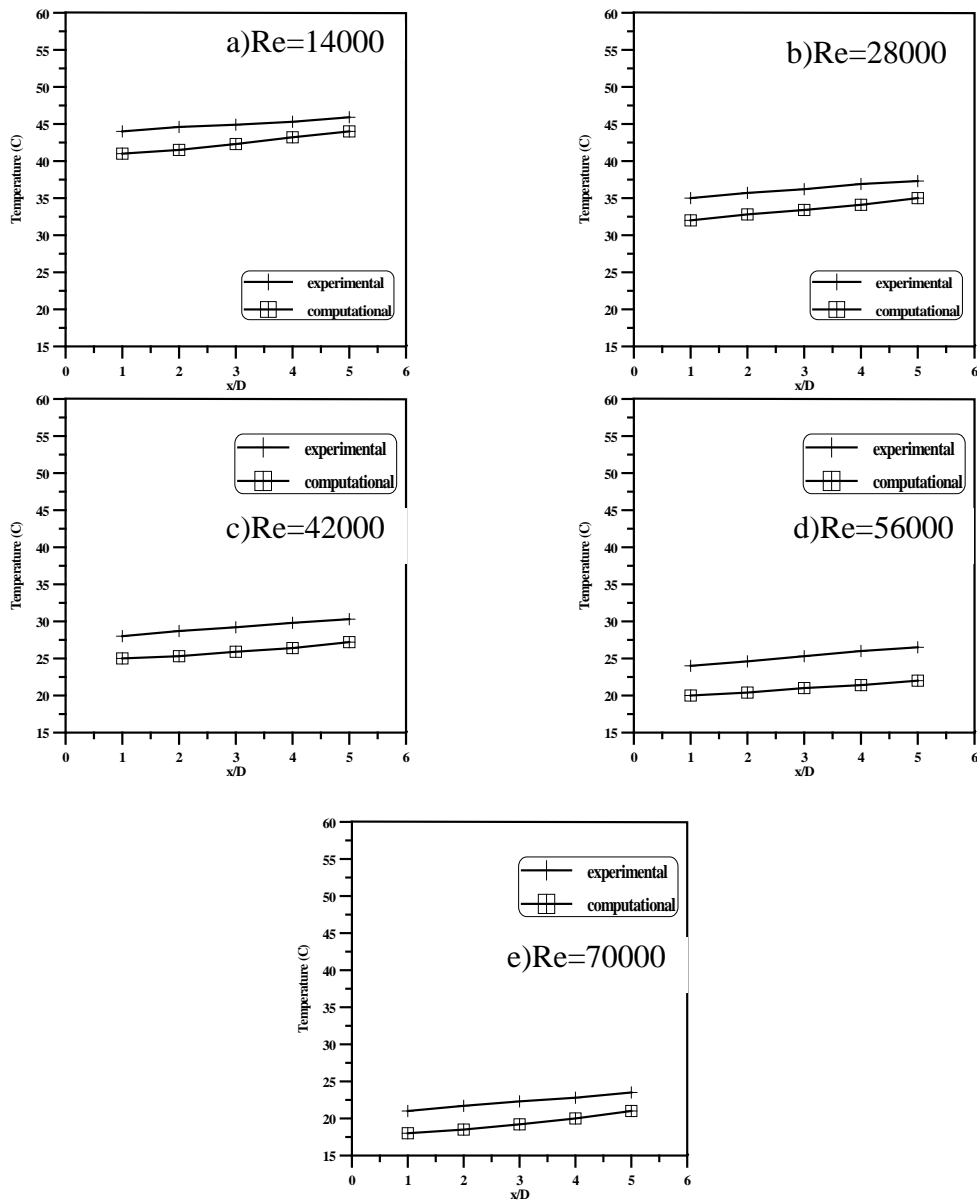 a)Re=14000
60
55
50
45
40
35
30
25
20
15
Temperature (C)
experimental
computational
0 1 2 3 4 5 6
x/D
b)Re=28000
60
55
50
45
40
35
30
25
20
15
Temperature (C)
experimental
computational
0 1 2 3 4 5 6
x/D
c)Re=42000
60
55
50
45
40
35
30
25
20
15
Temperature (C)
experimental
computational
0 1 2 3 4 5 6
x/D
d)Re=56000
60
55
50
45
40
35
30
25
20
15
Temperature (C)
experimental
computational
0 1 2 3 4 5 6
x/D
e)Re=70000
60
55
50
45
40
35
30
25
20
15
Temperature (C)
experimental
computational
0 1 2 3 4 5 6
x/D